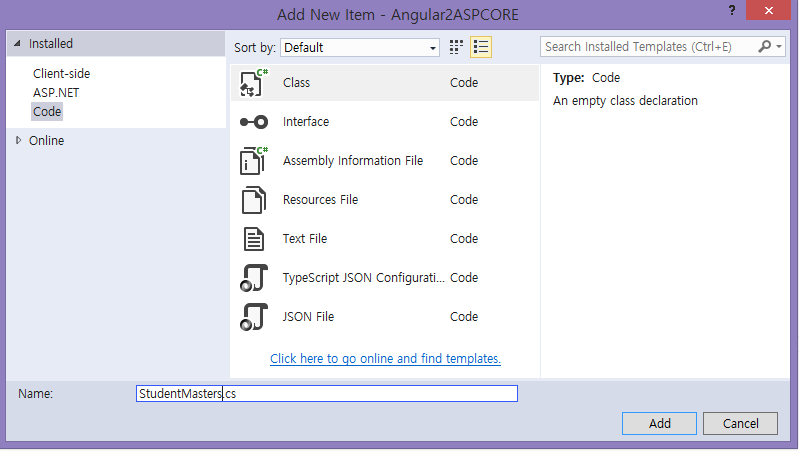 Add New Item - Angular2ASPCORE
? ×
Installed
Client-side
ASP.NET
Code
Online
Sort by: Default
Search Installed Templates (Ctrl+E)
C# Class Code
Interface Code
C# Assembly Information File Code
Resources File Code
Text File Code
TypeScript JSON Configurati... Code
JSON File Code
Click here to go online and find templates.
Type: Code
An empty class declaration
Name: StudentMasters.cs
Add Cancel